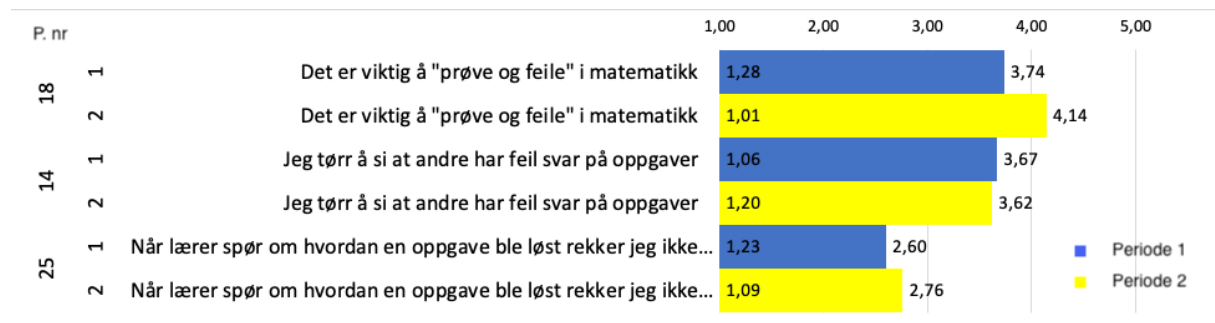 P. nr
1,00 2,00 3,00 4,00 5,00
18
1 Det er viktig å "prøve og feile" i matematikk 1,28 3,74
2 Det er viktig å "prøve og feile" i matematikk 1,01 4,14
14
1 Jeg tørr å si at andre har feil svar på oppgaver 1,06 3,67
2 Jeg tørr å si at andre har feil svar på oppgaver 1,20 3,62
25
1 Når lærer spør om hvordan en oppgave ble løst rekker jeg ikke... 1,23 2,60
2 Når lærer spør om hvordan en oppgave ble løst rekker jeg ikke... 1,09 2,76
Periode 1
Periode 2